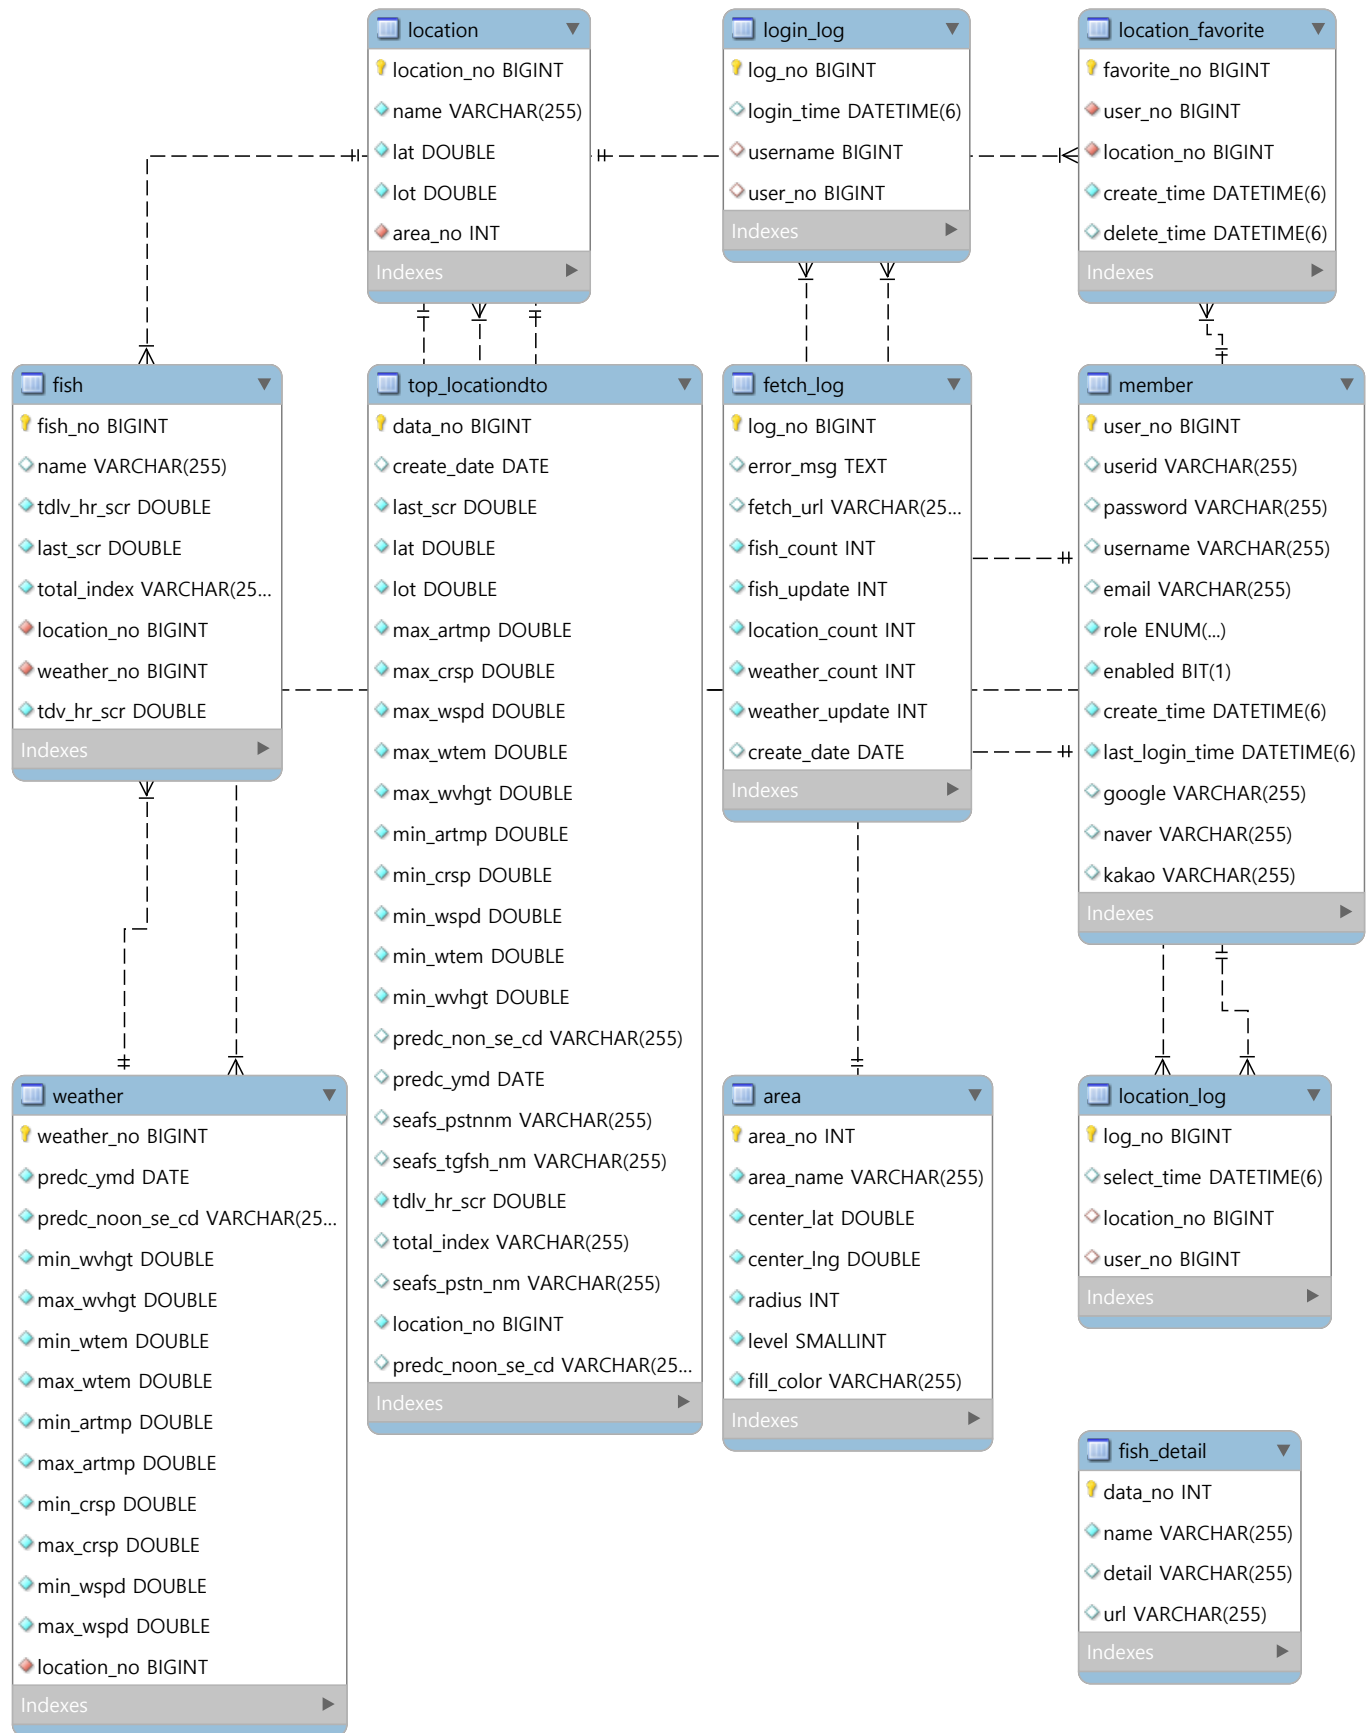 location
location_no BIGINT
name VARCHAR(255)
lat DOUBLE
lot DOUBLE
area_no INT
Indexes
login_log
log_no BIGINT
login_time DATETIME(6)
username BIGINT
user_no BIGINT
Indexes
location_favorite
favorite_no BIGINT
user_no BIGINT
location_no BIGINT
create_time DATETIME(6)
delete_time DATETIME(6)
Indexes
fish
fish_no BIGINT
name VARCHAR(255)
tdlv_hr_scr DOUBLE
last_scr DOUBLE
total_index VARCHAR(25...
location_no BIGINT
weather_no BIGINT
tdv_hr_scr DOUBLE
Indexes
top_locationdto
data_no BIGINT
create_date DATE
last_scr DOUBLE
lat DOUBLE
lot DOUBLE
max_artmp DOUBLE
max_crsp DOUBLE
max_wspd DOUBLE
max_wtem DOUBLE
max_wvhgt DOUBLE
min_artmp DOUBLE
min_crsp DOUBLE
min_wspd DOUBLE
min_wtem DOUBLE
min_wvhgt DOUBLE
predc_non_se_cd VARCHAR(255)
predc_ymd DATE
seafs_pstnnm VARCHAR(255)
seafs_tgfsh_nm VARCHAR(255)
tdlv_hr_scr DOUBLE
total_index VARCHAR(255)
seafs_pstn_nm VARCHAR(255)
location_no BIGINT
predc_noon_se_cd VARCHAR(25...
Indexes
fetch_log
log_no BIGINT
error_msg TEXT
fetch_url VARCHAR(25...
fish_count INT
fish_update INT
location_count INT
weather_count INT
weather_update INT
create_date DATE
Indexes
member
user_no BIGINT
userid VARCHAR(255)
password VARCHAR(255)
username VARCHAR(255)
email VARCHAR(255)
role ENUM(...)
enabled BIT(1)
create_time DATETIME(6)
last_login_time DATETIME(6)
google VARCHAR(255)
naver VARCHAR(255)
kakao VARCHAR(255)
Indexes
weather
weather_no BIGINT
predc_ymd DATE
predc_noon_se_cd VARCHAR(25...
min_wvhgt DOUBLE
max_wvhgt DOUBLE
min_wtem DOUBLE
max_wtem DOUBLE
min_artmp DOUBLE
max_artmp DOUBLE
min_crsp DOUBLE
max_crsp DOUBLE
min_wspd DOUBLE
max_wspd DOUBLE
location_no BIGINT
Indexes
area
area_no INT
area_name VARCHAR(255)
center_lat DOUBLE
center_lng DOUBLE
radius INT
level SMALLINT
fill_color VARCHAR(255)
Indexes
location_log
log_no BIGINT
select_time DATETIME(6)
location_no BIGINT
user_no BIGINT
Indexes
fish_detail
data_no INT
name VARCHAR(255)
detail VARCHAR(255)
url VARCHAR(255)
Indexes